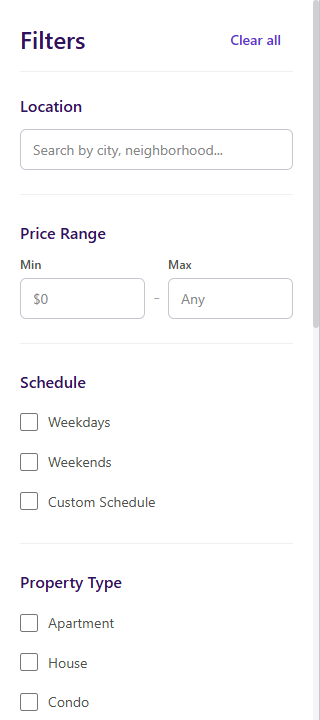 Filters
Clear all
Location
Search by city, neighborhood...
Price Range
Min
Max
$0
-
Any
Schedule
Weekdays
Weekends
Custom Schedule
Property Type
Apartment
House
Condo